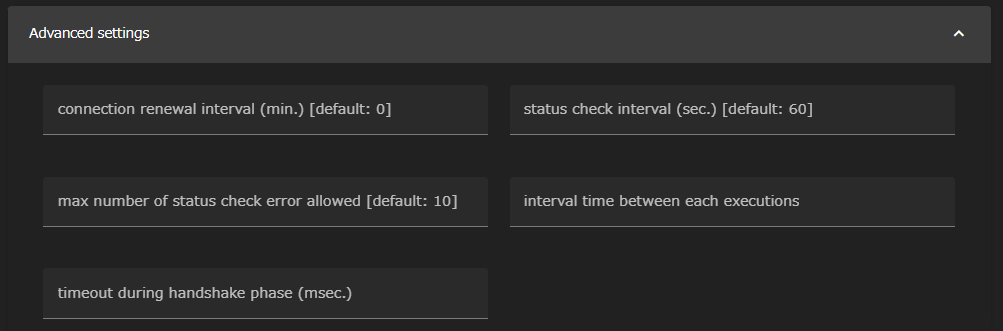 Advanced settings
connection renewal interval (min.) [default: 0]
status check interval (sec.) [default: 60]
max number of status check error allowed [default: 10]
interval time between each executions
timeout during handshake phase (msec.)